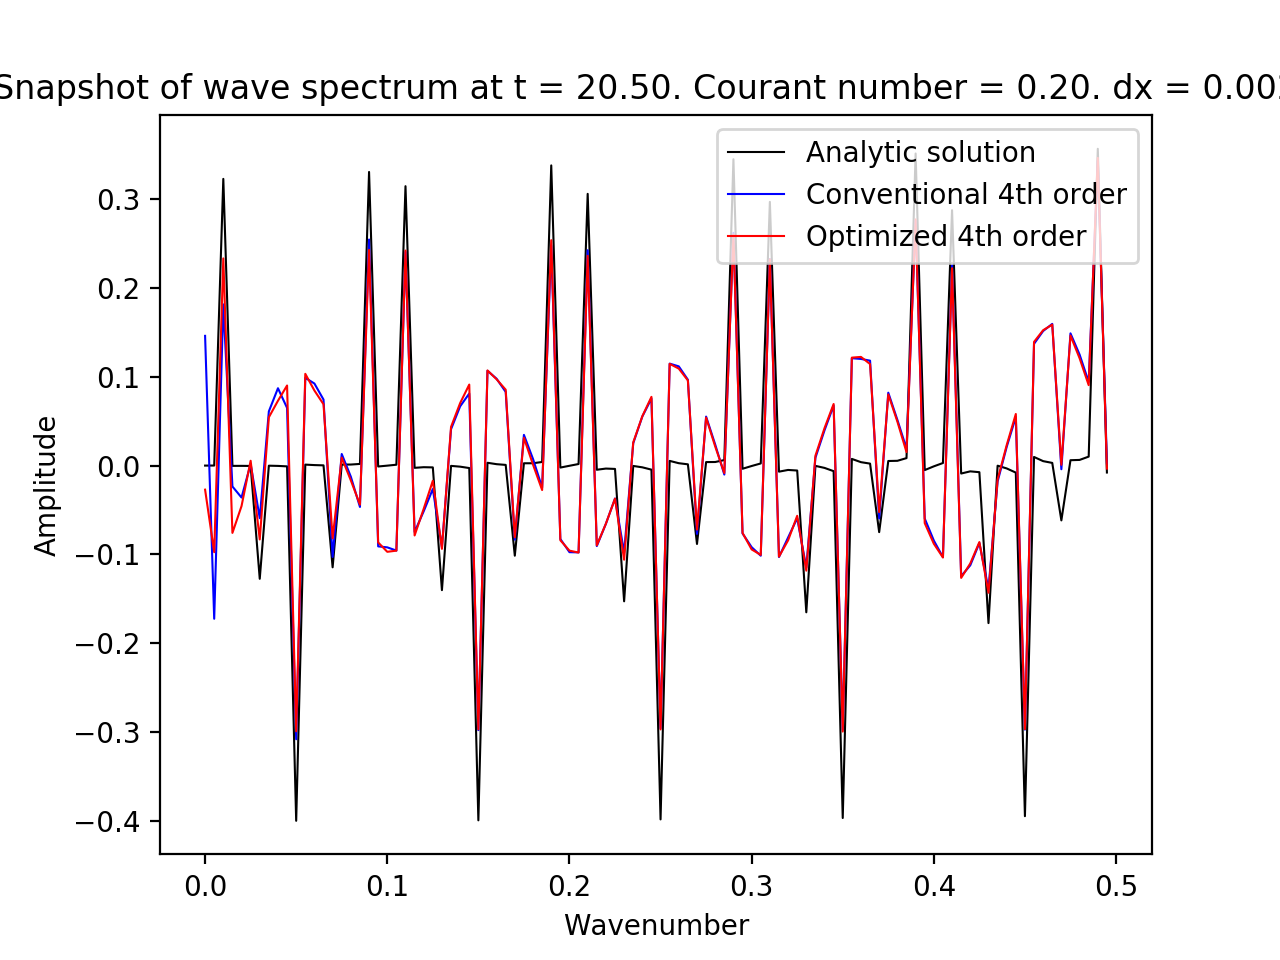 Snapshot of wave spectrum at t = 20.50. Courant number = 0.20. dx = 0.002
Analytic solution
Conventional 4th order
Optimized 4th order
0.3
0.2
0.1
0.0
−0.1
−0.2
−0.3
−0.4
Amplitude
0.0 0.1 0.2 0.3 0.4 0.5
Wavenumber